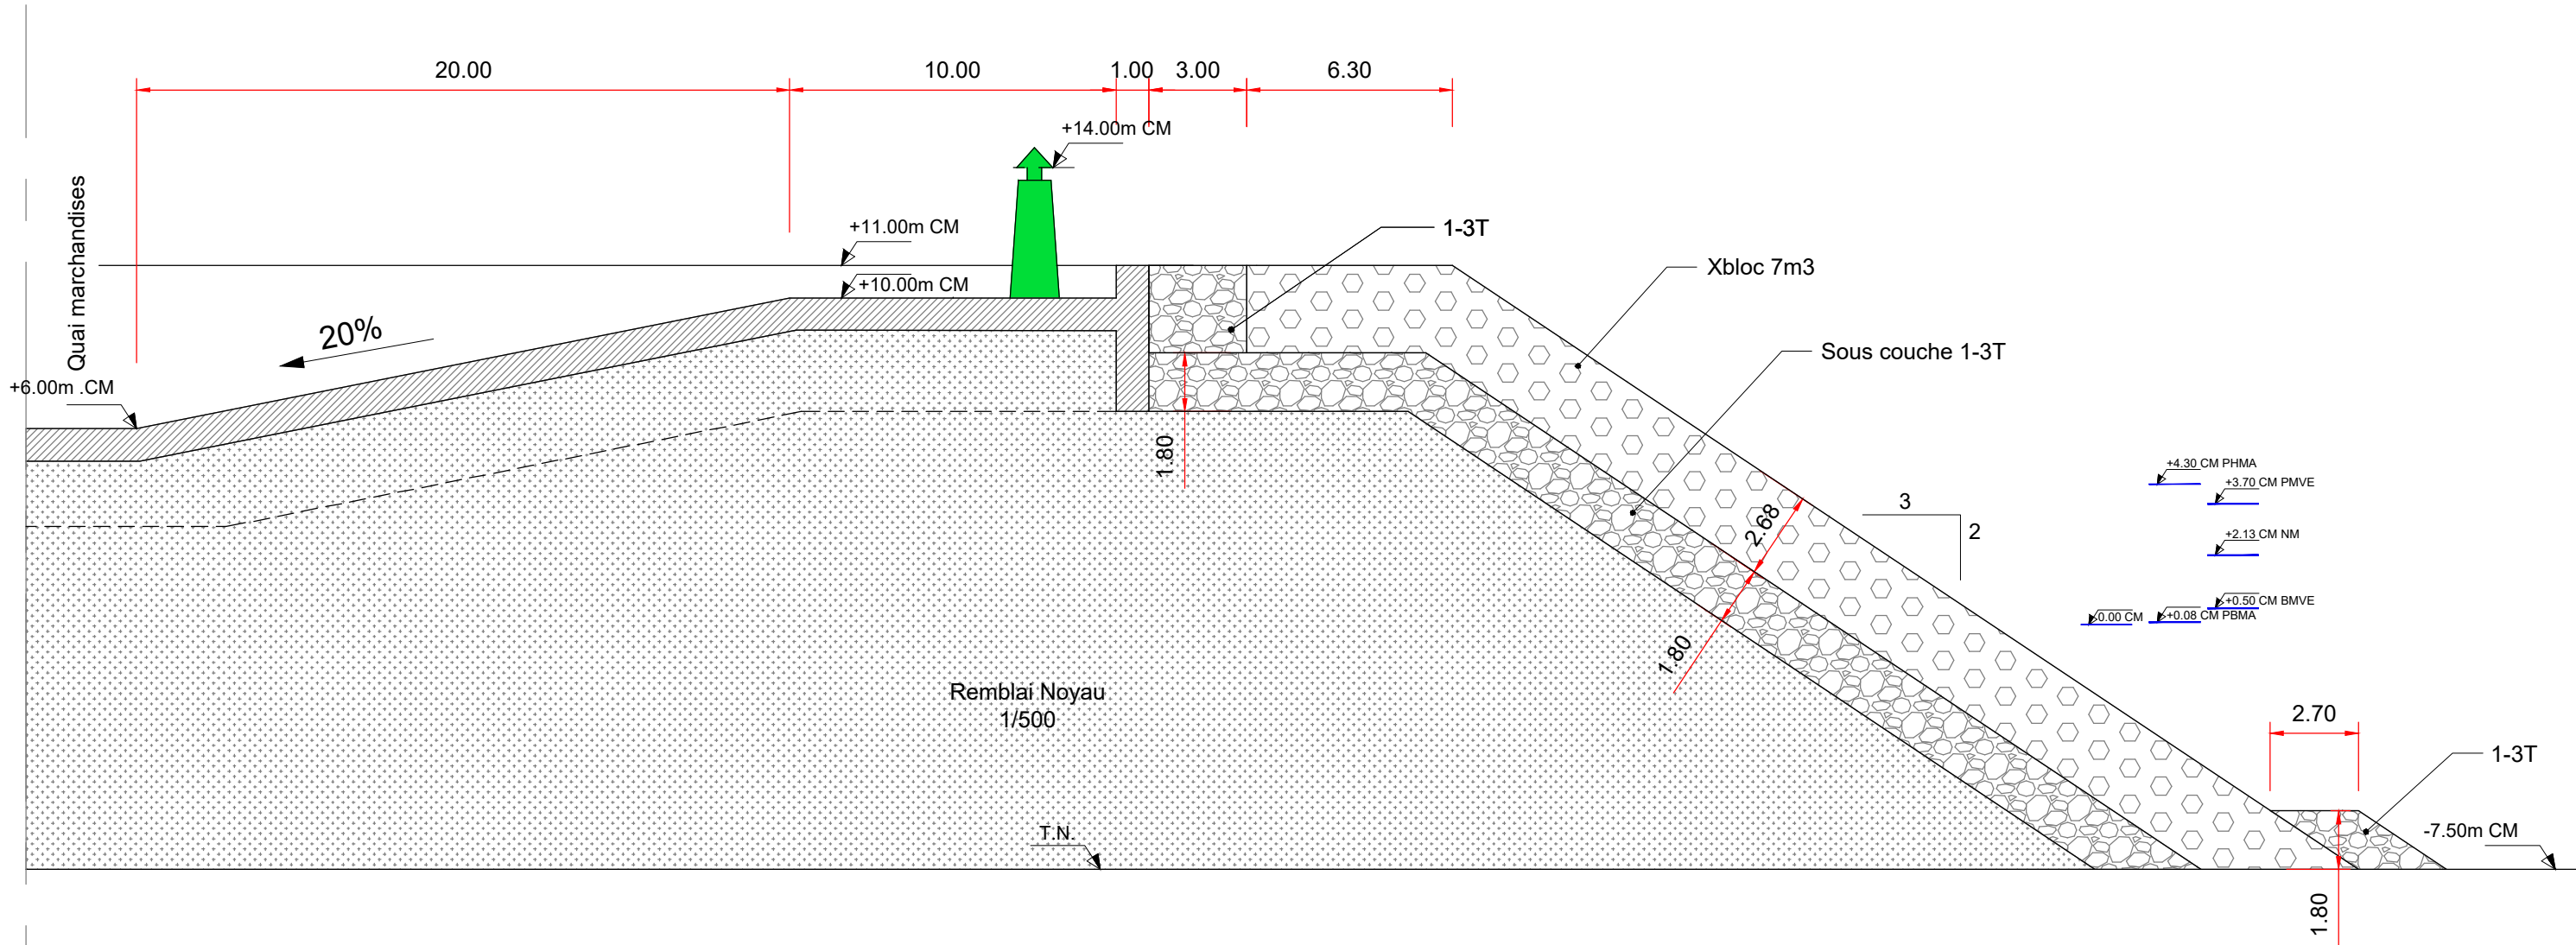 20.00
10.00
1.00
3.00
6.30
+14.00m CM
Quai marchandises
+11.00m CM
1-3T
+10.00m CM
Xbloc 7m3
20%
Sous couche 1-3T
+6.00m .CM
1.80
+4.30 CM PHMA
+3.70 CM PMVE
3
2
2.68
+2.13 CM NM
+0.50 CM BMVE
0.00 CM
+0.08 CM PBMA
1.80
Remblai Noyau
1/500
2.70
1-3T
T.N.
-7.50m CM
1.80